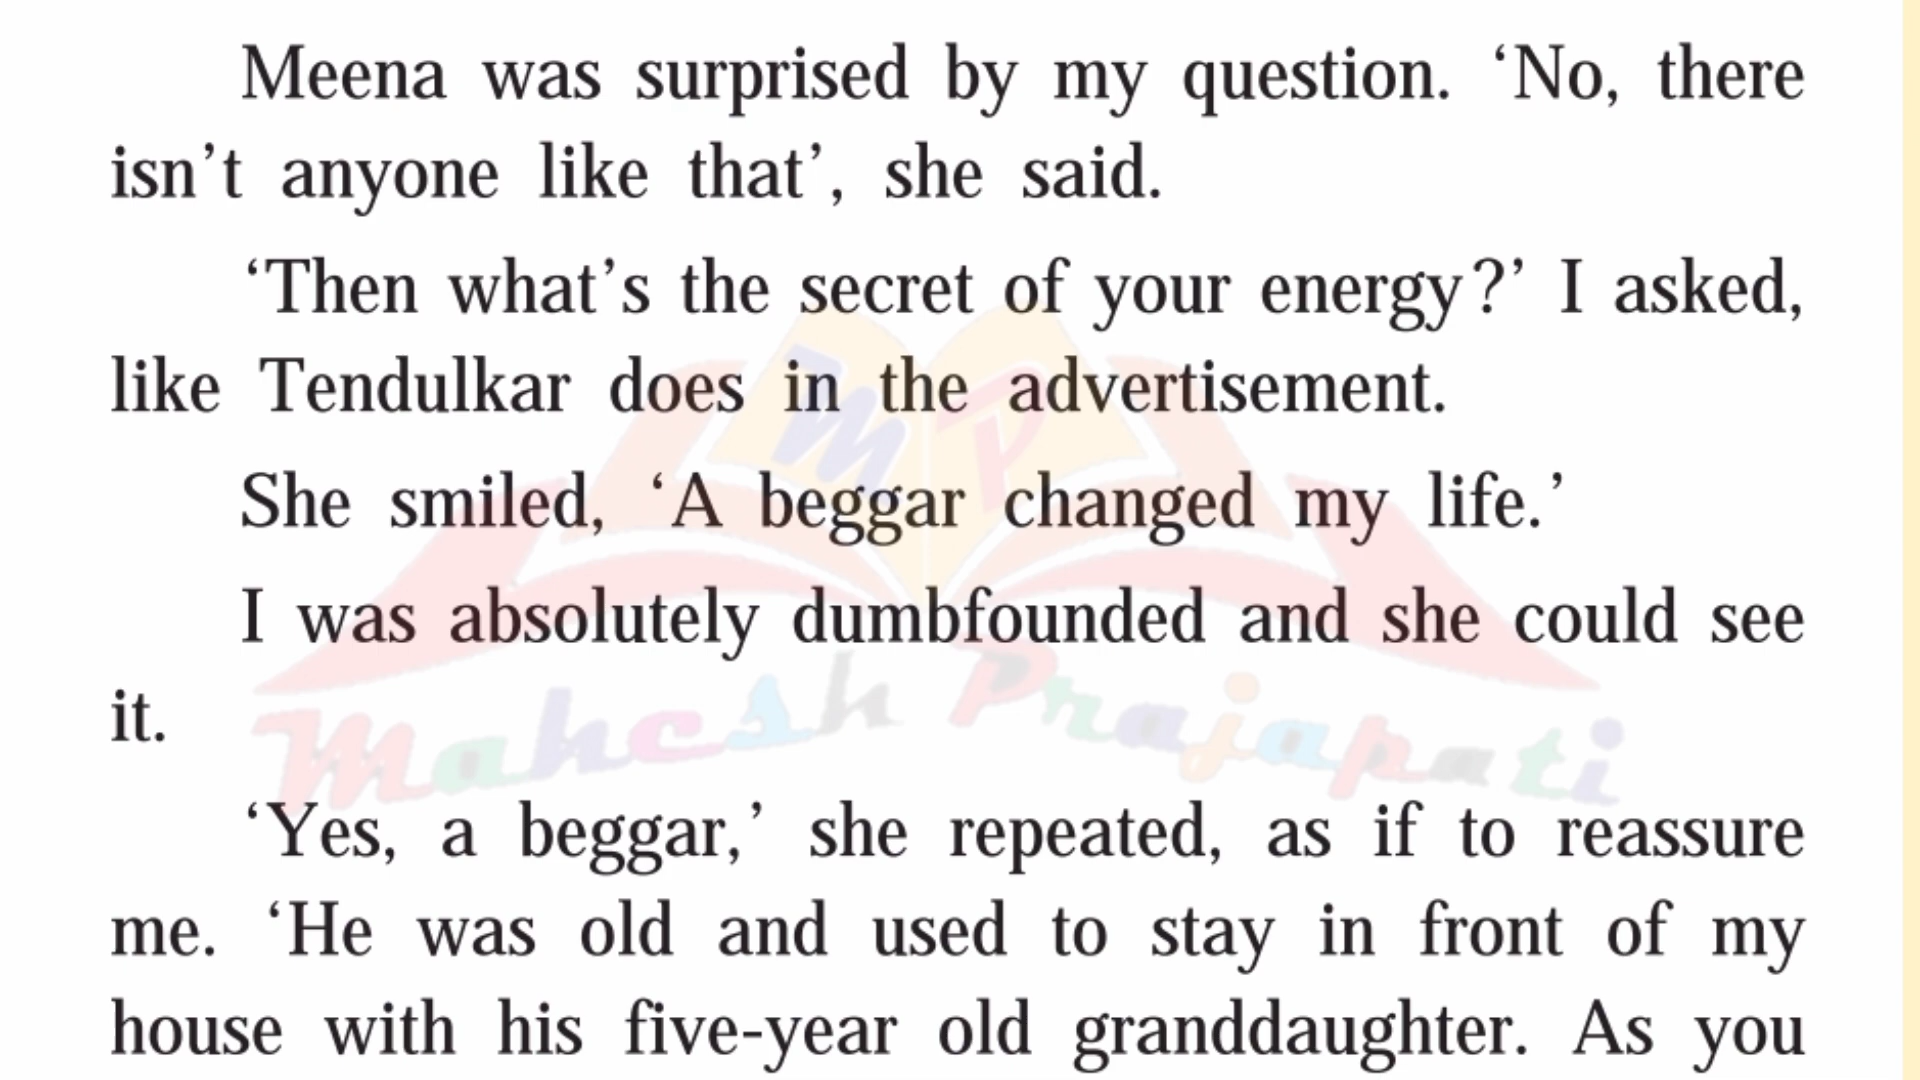 Meena was surprised by my question. ‘No, there
isn’t anyone like that’, she said.
‘Then what’s the secret of your energy?’ I asked,
like Tendulkar does in the advertisement.
She smiled, ‘A beggar changed my life.’
I was absolutely dumbfounded and she could see
it.
‘Yes, a beggar,’ she repeated, as if to reassure
me. ‘He was old and used to stay in front of my
house with his five-year old granddaughter. As you
MP
Mahesh Prajapati